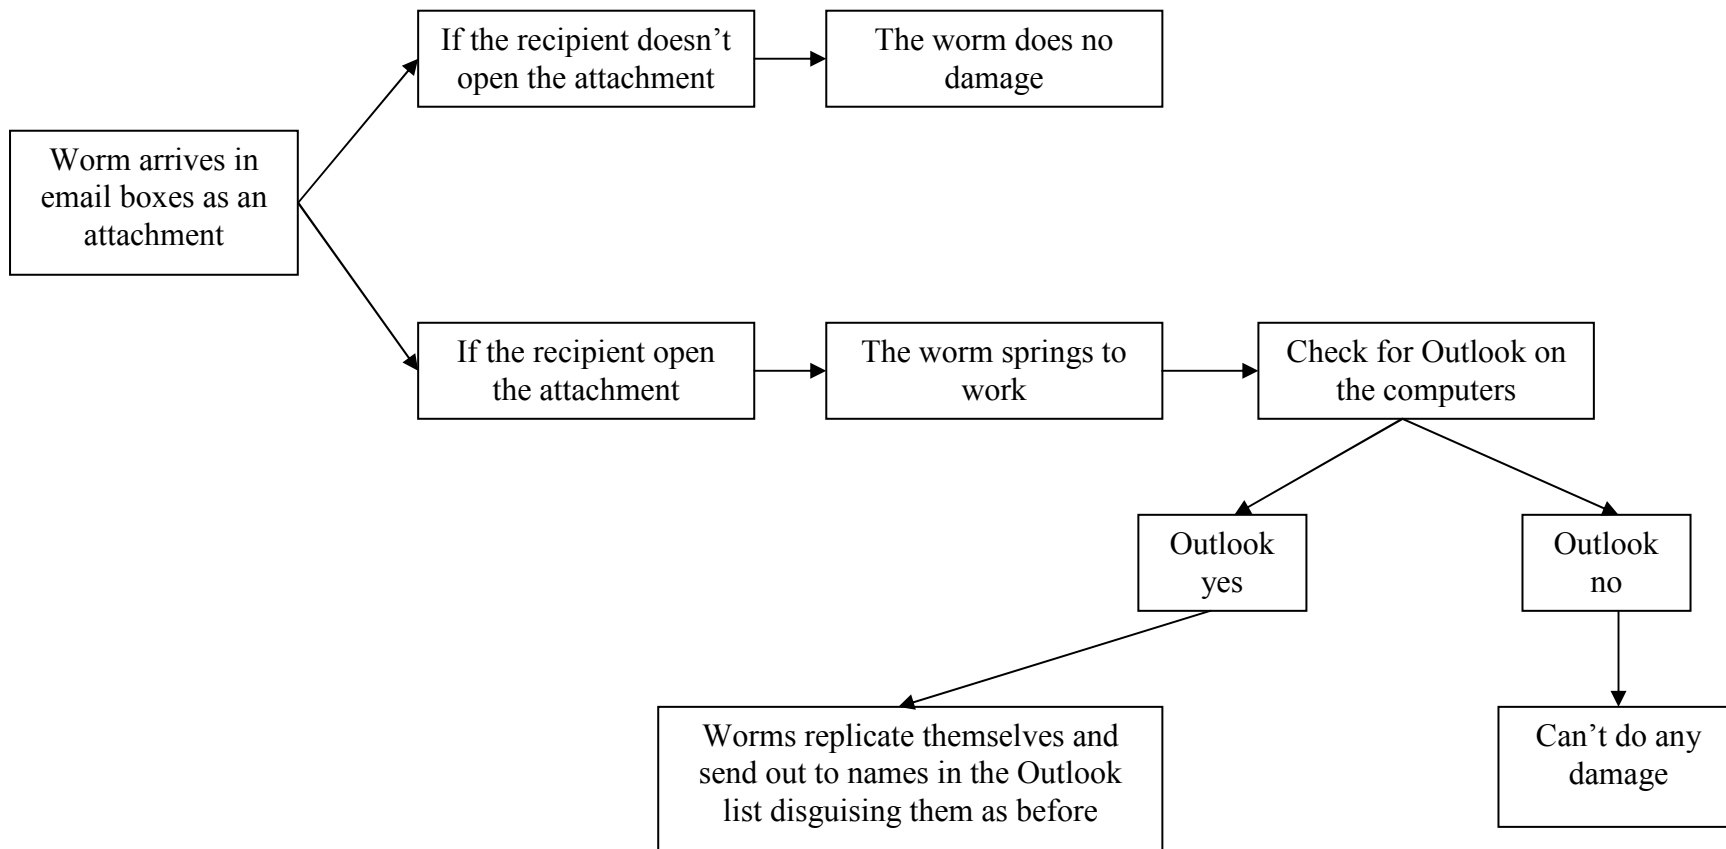 If the recipient doesn’t
open the attachment
The worm does no
damage
Worm arrives in
email boxes as an
attachment
If the recipient open
the attachment
The worm springs to
work
Check for Outlook on
the computers
Outlook
yes
Outlook
no
Worms replicate themselves and
send out to names in the Outlook
list disguising them as before
Can’t do any
damage